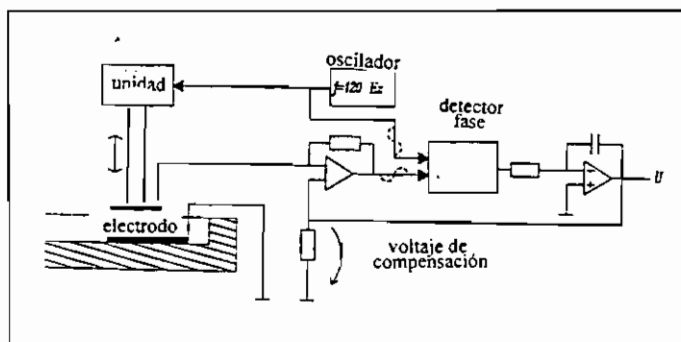 oscilador
f=120 Hz
unidad
detector
fase
U
electrodo
voltaje de
compensación